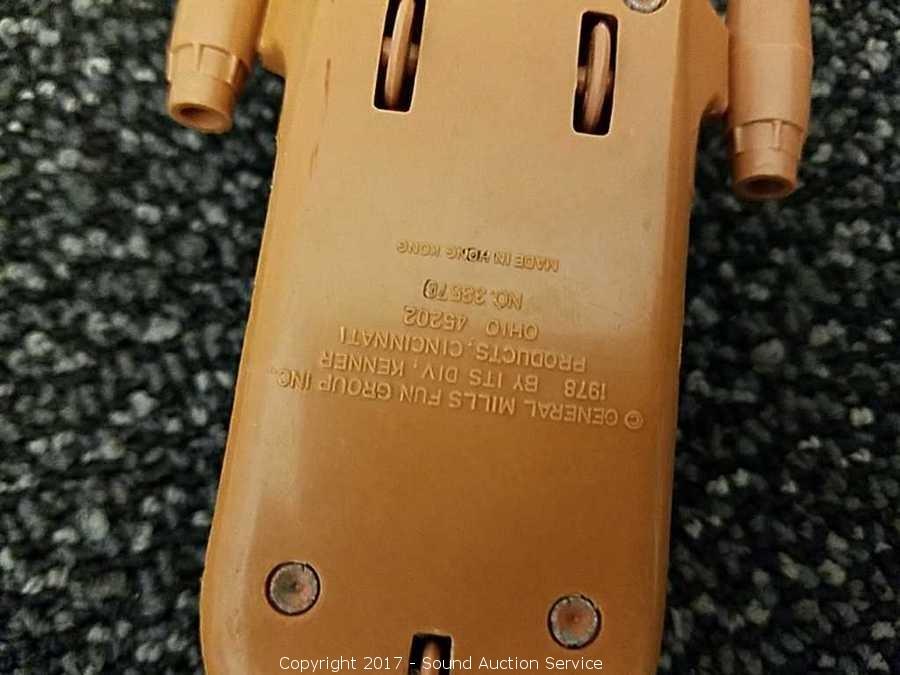 © GENERAL MILLS FUN GROUP INC.,
1978 BY ITS DIV, KENNER
PRODUCTS, CINCINNATI
OHIO 45202
NO. 38570
MADE IN HONG KONG
Copyright 2017 - Sound Auction Service